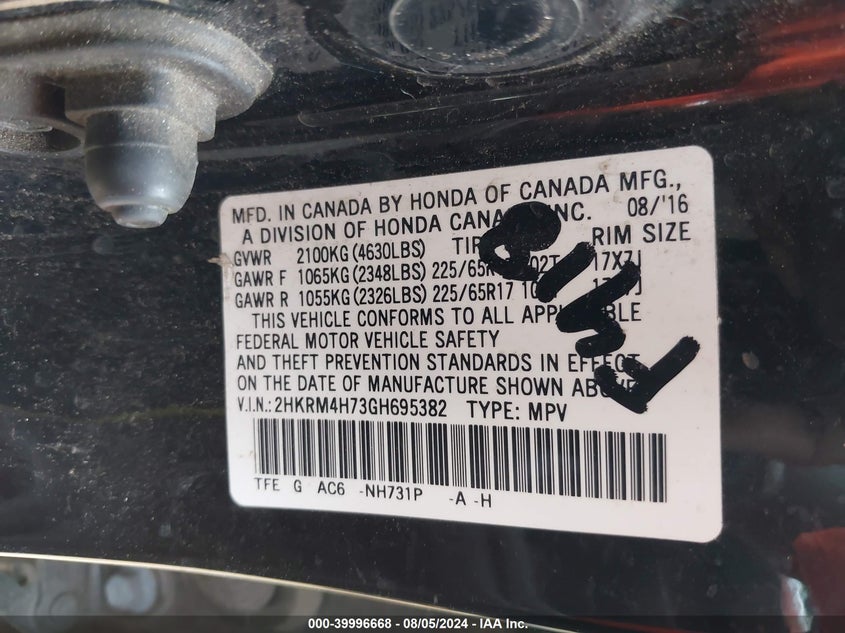 MFD. IN CANADA BY HONDA OF CANADA MFG.,
A DIVISION OF HONDA INC. 08/'16
GVWR 2100KG (4630LBS) RIM SIZE
GAWR F 1065KG (2348LBS) 17X7J
GAWR R 1055KG (2326LBS) 225/65R17
THIS VEHICLE CONFORMS TO ALL
FEDERAL MOTOR VEHICLE SAFETY
AND THEFT PREVENTION STANDARDS IN EFFECT
ON THE DATE OF MANUFACTURE SHOWN
V.I.N.: 2HKRM4H73GH695382 TYPE: MPV
TFE G AC6 -NH731P -A -H
000-39996668 - 08/05/2024 - IAA Inc.